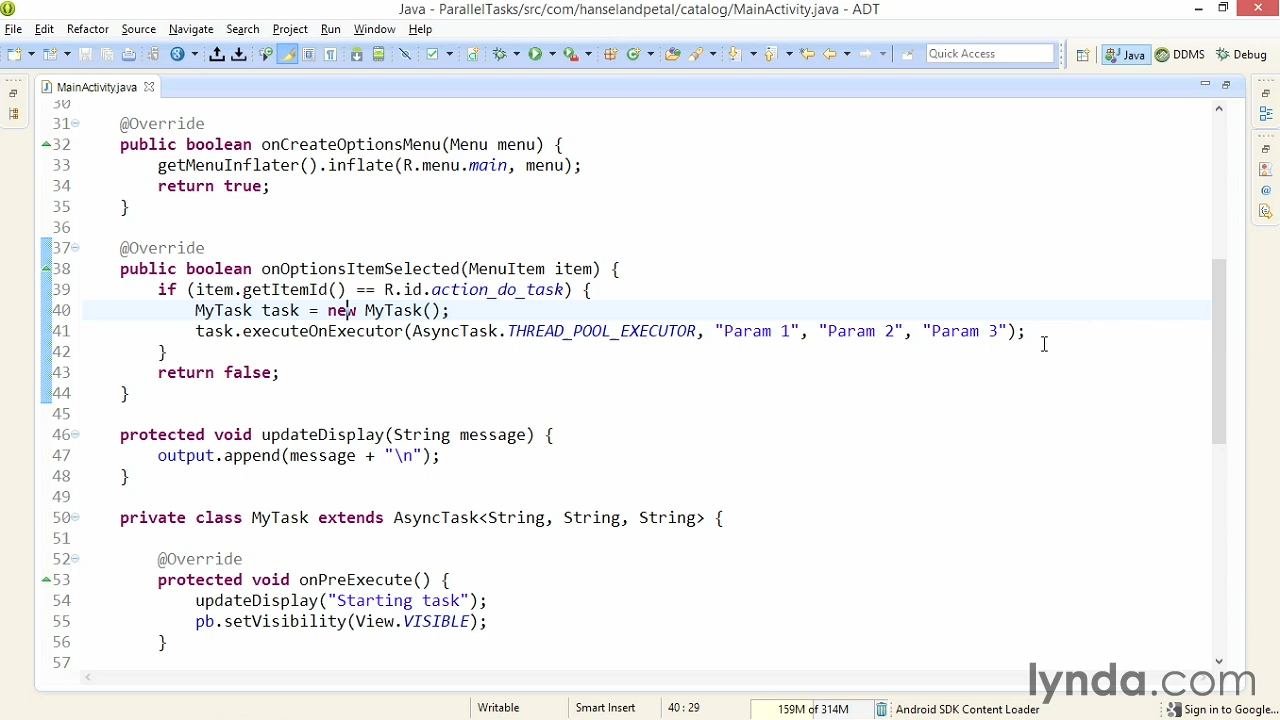 Java - ParallelTasks/src/com/hanselandpetal/catalog/MainActivity.java - ADT
File Edit Refactor Source Navigate Search Project Run Window Help
Quick Access Java DDMS Debug
MainActivity.java
30
31 @Override
32 public boolean onCreateOptionsMenu(Menu menu) {
33 getMenuInflater().inflate(R.menu.main, menu);
34 return true;
35 }
36
37 @Override
38 public boolean onOptionsItemSelected(MenuItem item) {
39 if (item.getItemId() == R.id.action_do_task) {
40 MyTask task = new MyTask();
41 task.executeOnExecutor(AsyncTask.THREAD_POOL_EXECUTOR, "Param 1", "Param 2", "Param 3");
42 }
43 return false;
44 }
45
46 protected void updateDisplay(String message) {
47 output.append(message + "\n");
48 }
49
50 private class MyTask extends AsyncTask<String, String, String> {
51
52 @Override
53 protected void onPreExecute() {
54 updateDisplay("Starting task");
55 pb.setVisibility(View.VISIBLE);
56 }
57
lynda.com
Writable Smart Insert 40 : 29 159M of 314M Android SDK Content Loader Sign in to Google...